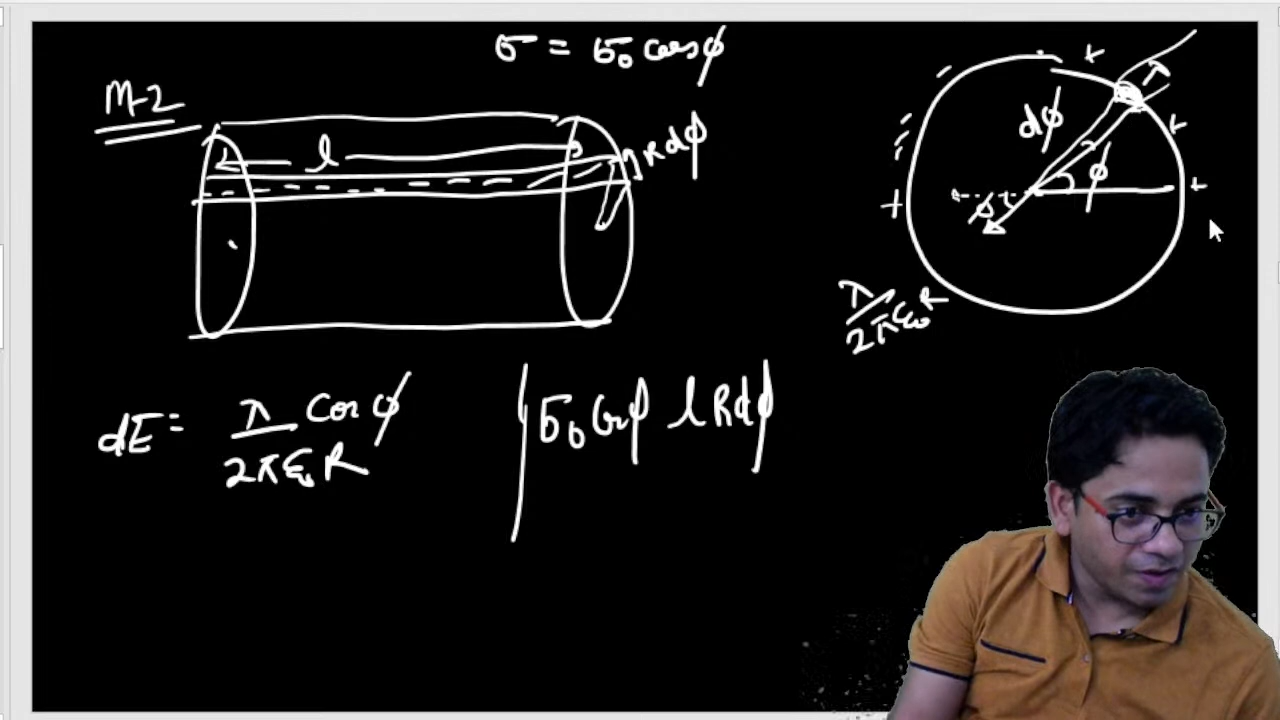 σ = σ₀ cos φ
M-2
l
R dφ
dφ
λ
φ
φ
λ / 2πε₀R
dE = λ / 2πε₀R cos φ
σ₀ cos φ l R dφ